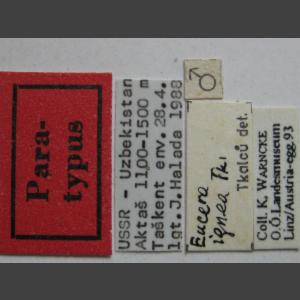 Para-
typus
USSR - Uzbekistan
Aktaš 1100-1500 m
Taškent env. 28.4.
lgt. J. Halada 1988
♂
Eucera
ignea Tkl
Tkalců det.
Coll. K. WARNCKE
O.Ö. Landesmuseum
Linz/Austria-egg 93